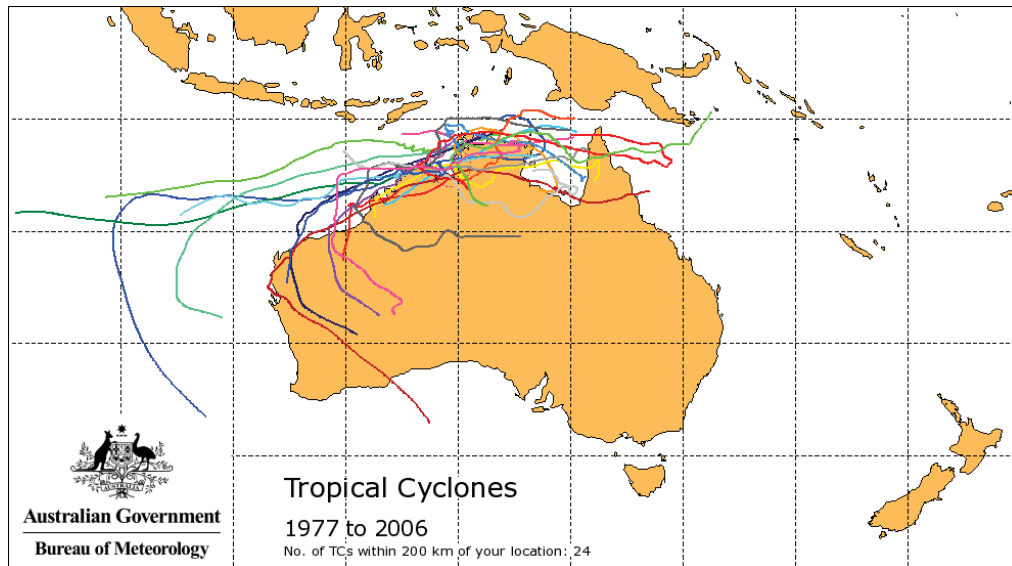 AUSTRALIA
Australian Government
Bureau of Meteorology
Tropical Cyclones
1977 to 2006
No. of TCs within 200 km of your location: 24